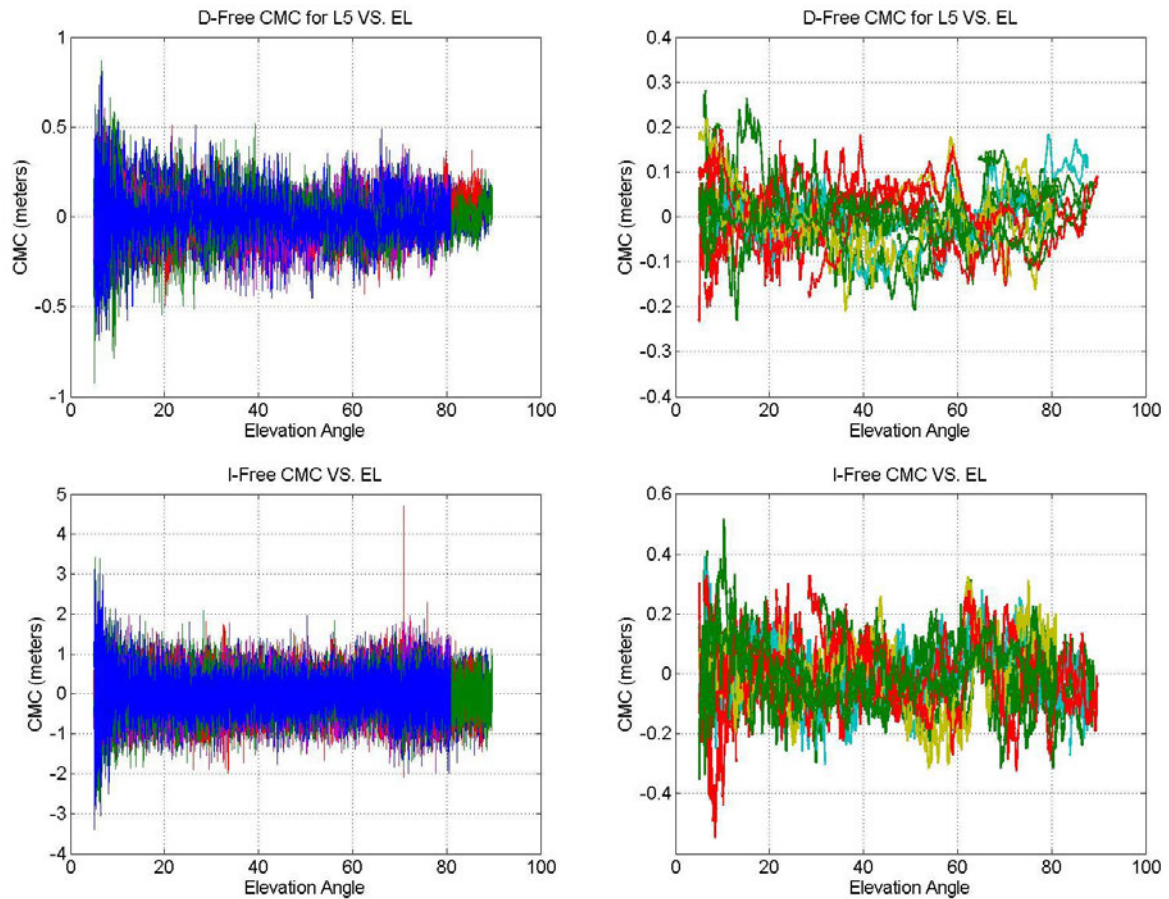 D-Free CMC for L5 VS. EL
1
0.5
0
-0.5
-1
CMC (meters)
0 20 40 60 80 100
Elevation Angle
D-Free CMC for L5 VS. EL
0.4
0.3
0.2
0.1
0
-0.1
-0.2
-0.3
-0.4
CMC (meters)
0 20 40 60 80 100
Elevation Angle
I-Free CMC VS. EL
5
4
3
2
1
0
-1
-2
-3
-4
CMC (meters)
0 20 40 60 80 100
Elevation Angle
I-Free CMC VS. EL
0.6
0.4
0.2
0
-0.2
-0.4
CMC (meters)
0 20 40 60 80 100
Elevation Angle